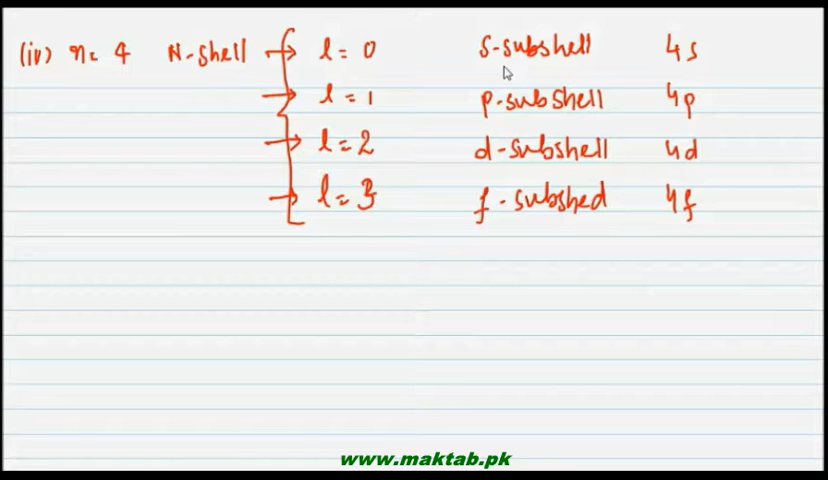 (iv) n= 4 N-shell → l = 0 s-subshell 4s
→ l = 1 p-subshell 4p
→ l = 2 d-subshell 4d
→ l = 3 f-subshed 4f
www.maktab.pk